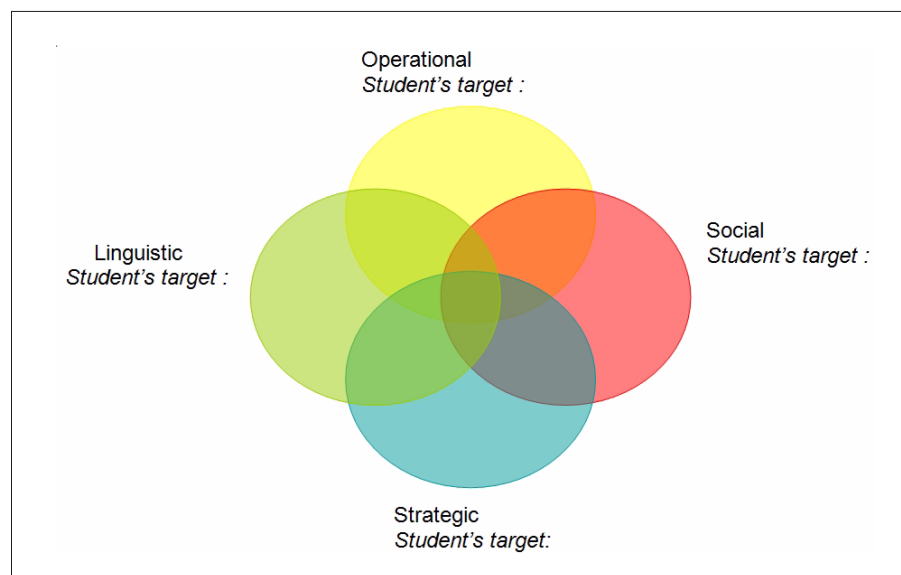 Operational
Student's target :
Social
Student's target :
Linguistic
Student's target :
Strategic
Student's target: